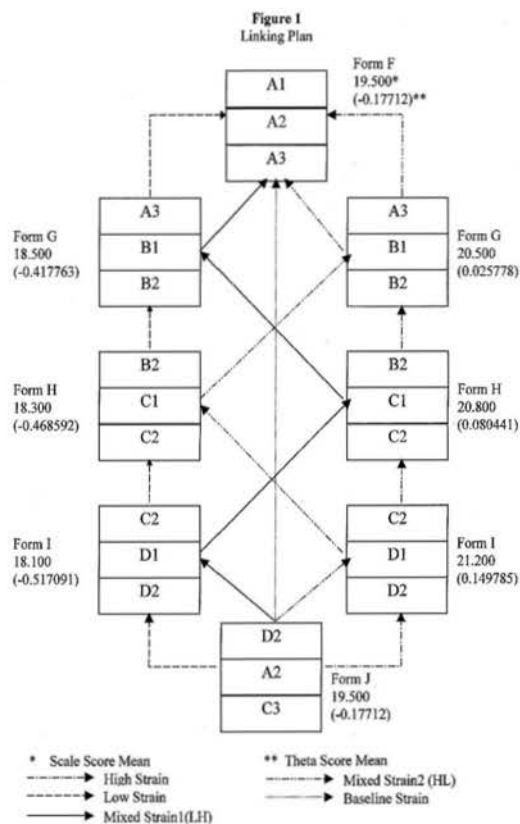 Figure 1
Linking Plan
Form F
19.500*
(-0.17712)**
A1
A2
A3
Form G
18.500
(-0.417763)
A3
B1
B2
A3
B1
B2
Form G
20.500
(0.025778)
Form H
18.300
(-0.468592)
B2
C1
C2
B2
C1
C2
Form H
20.800
(0.080441)
Form I
18.100
(-0.517091)
C2
D1
D2
C2
D1
D2
Form I
21.200
(0.149785)
D2
A2
C3
Form J
19.500
(-0.17712)
* Scale Score Mean
** Theta Score Mean
High Strain
Mixed Strain2 (HL)
Low Strain
Baseline Strain
Mixed Strain1(LH)